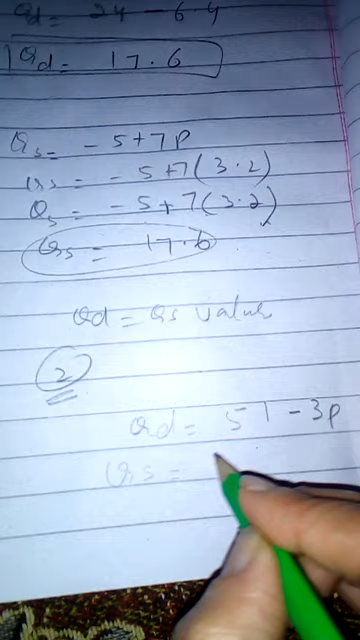 Qd = 24 - 6.4
Qd = 17.6
Qs = - 5 + 7P
Qs = - 5 + 7 ( 3.2 )
Qs = - 5 + 7 ( 3.2 )
Qs = 17.6
Qd = Qs value
2
Qd = 51 - 3P
Qs =